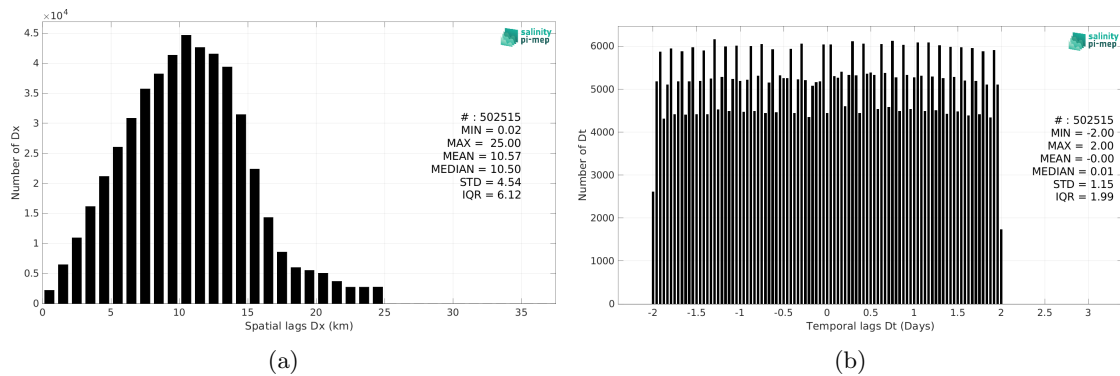 ×10⁴
4.5
4
3.5
3
2.5
2
1.5
1
0.5
0
Number of Dx
salinity
pi-mep
# : 502515
MIN = 0.02
MAX = 25.00
MEAN = 10.57
MEDIAN = 10.50
STD = 4.54
IQR = 6.12
0 5 10 15 20 25 30 35
Spatial lags Dx (km)
(a)
6000
5000
4000
3000
2000
1000
0
Number of Dt
salinity
pi-mep
# : 502515
MIN = -2.00
MAX = 2.00
MEAN = -0.00
MEDIAN = 0.01
STD = 1.15
IQR = 1.99
-2 -1.5 -1 -0.5 0 0.5 1 1.5 2 2.5 3
Temporal lags Dt (Days)
(b)